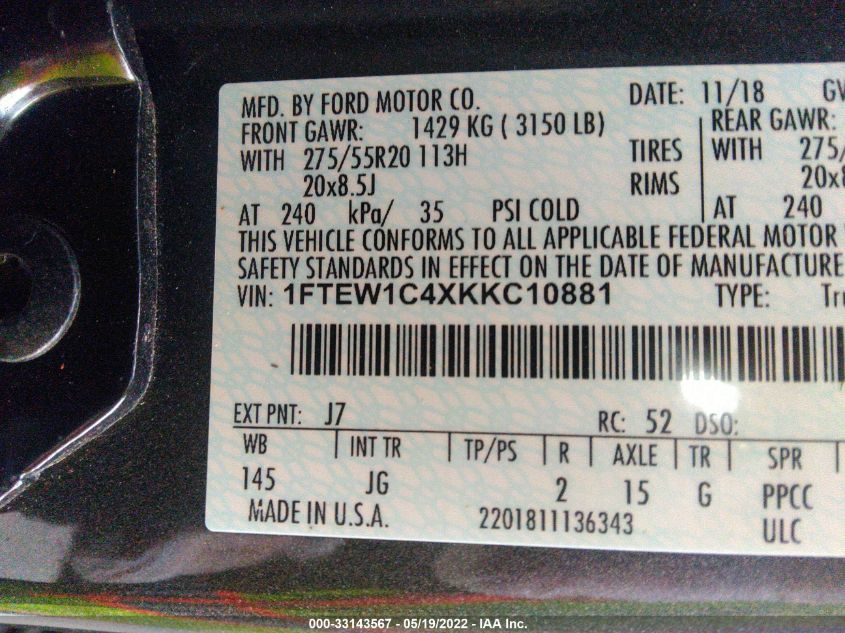 MFD. BY FORD MOTOR CO. DATE: 11/18 GV
FRONT GAWR: 1429 KG ( 3150 LB) REAR GAWR:
WITH 275/55R20 113H TIRES WITH 275/
20x8.5J RIMS 20x8
AT 240 kPa/ 35 PSI COLD AT 240
THIS VEHICLE CONFORMS TO ALL APPLICABLE FEDERAL MOTOR
SAFETY STANDARDS IN EFFECT ON THE DATE OF MANUFACTURE
VIN: 1FTEW1C4XKKC10881 TYPE: Tru
EXT PNT: J7 RC: 52 DSO:
WB INT TR TP/PS R AXLE TR SPR
145 JG 2 15 G PPCC
MADE IN U.S.A. 2201811136343 ULC
000-33143567 - 05/19/2022 - IAA Inc.